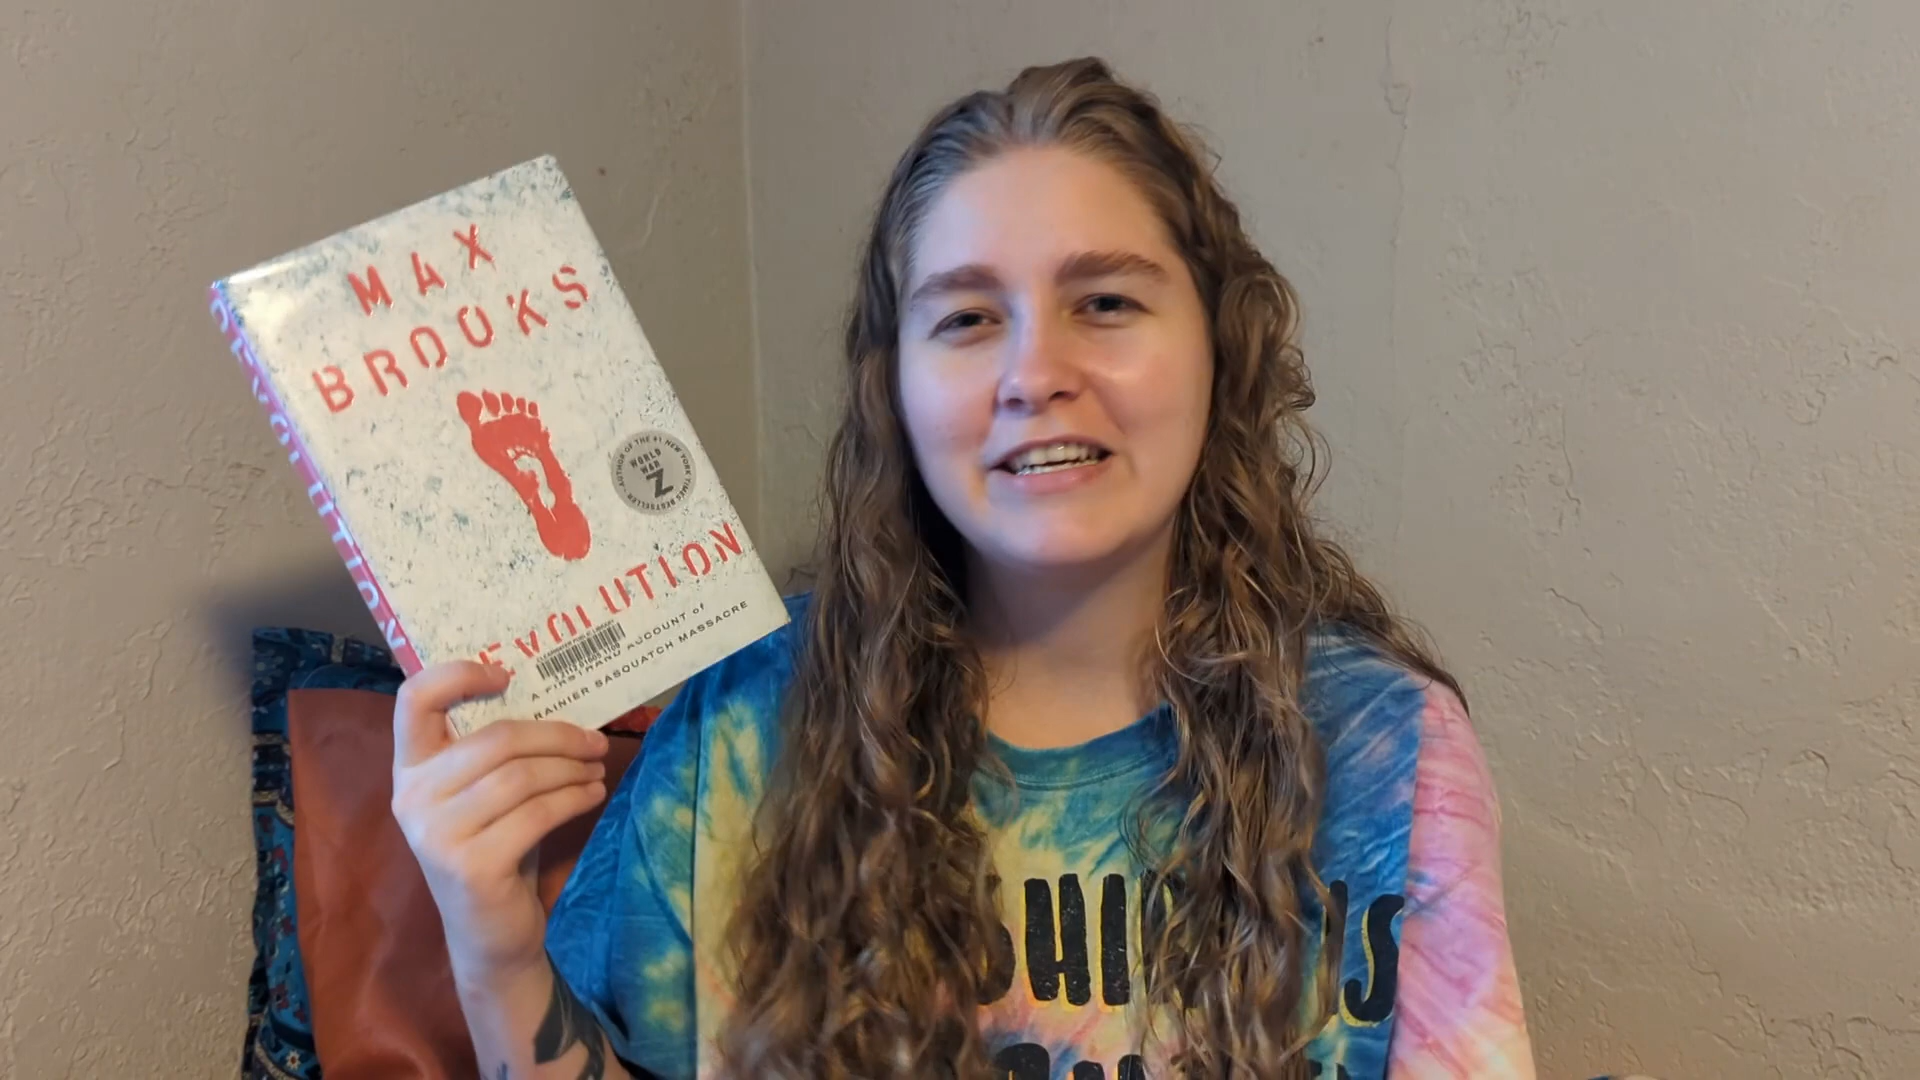 MAX
BROOKS
AUTHOR OF THE #1 NEW YORK TIMES BESTSELLER
WORLD
WAR
Z
EVOLUTION
A FIRSTHAND ACCOUNT of
RAINIER SASQUATCH MASSACRE
DEVOLUTION